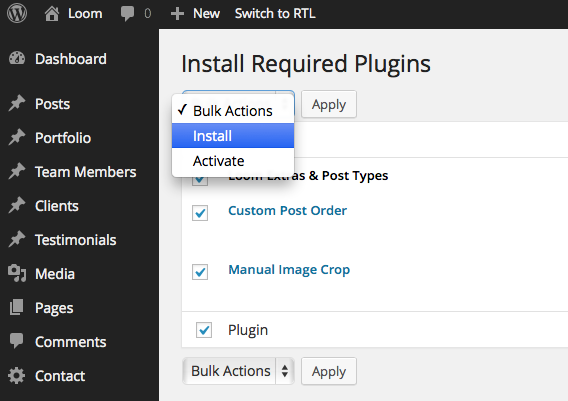 Loom 0 + New Switch to RTL
Dashboard
Posts
Portfolio
Team Members
Clients
Testimonials
Media
Pages
Comments
Contact
Install Required Plugins
✓ Bulk Actions
Install
Activate
Apply
Loom Extras & Post Types
Custom Post Order
Manual Image Crop
Plugin
Bulk Actions Apply